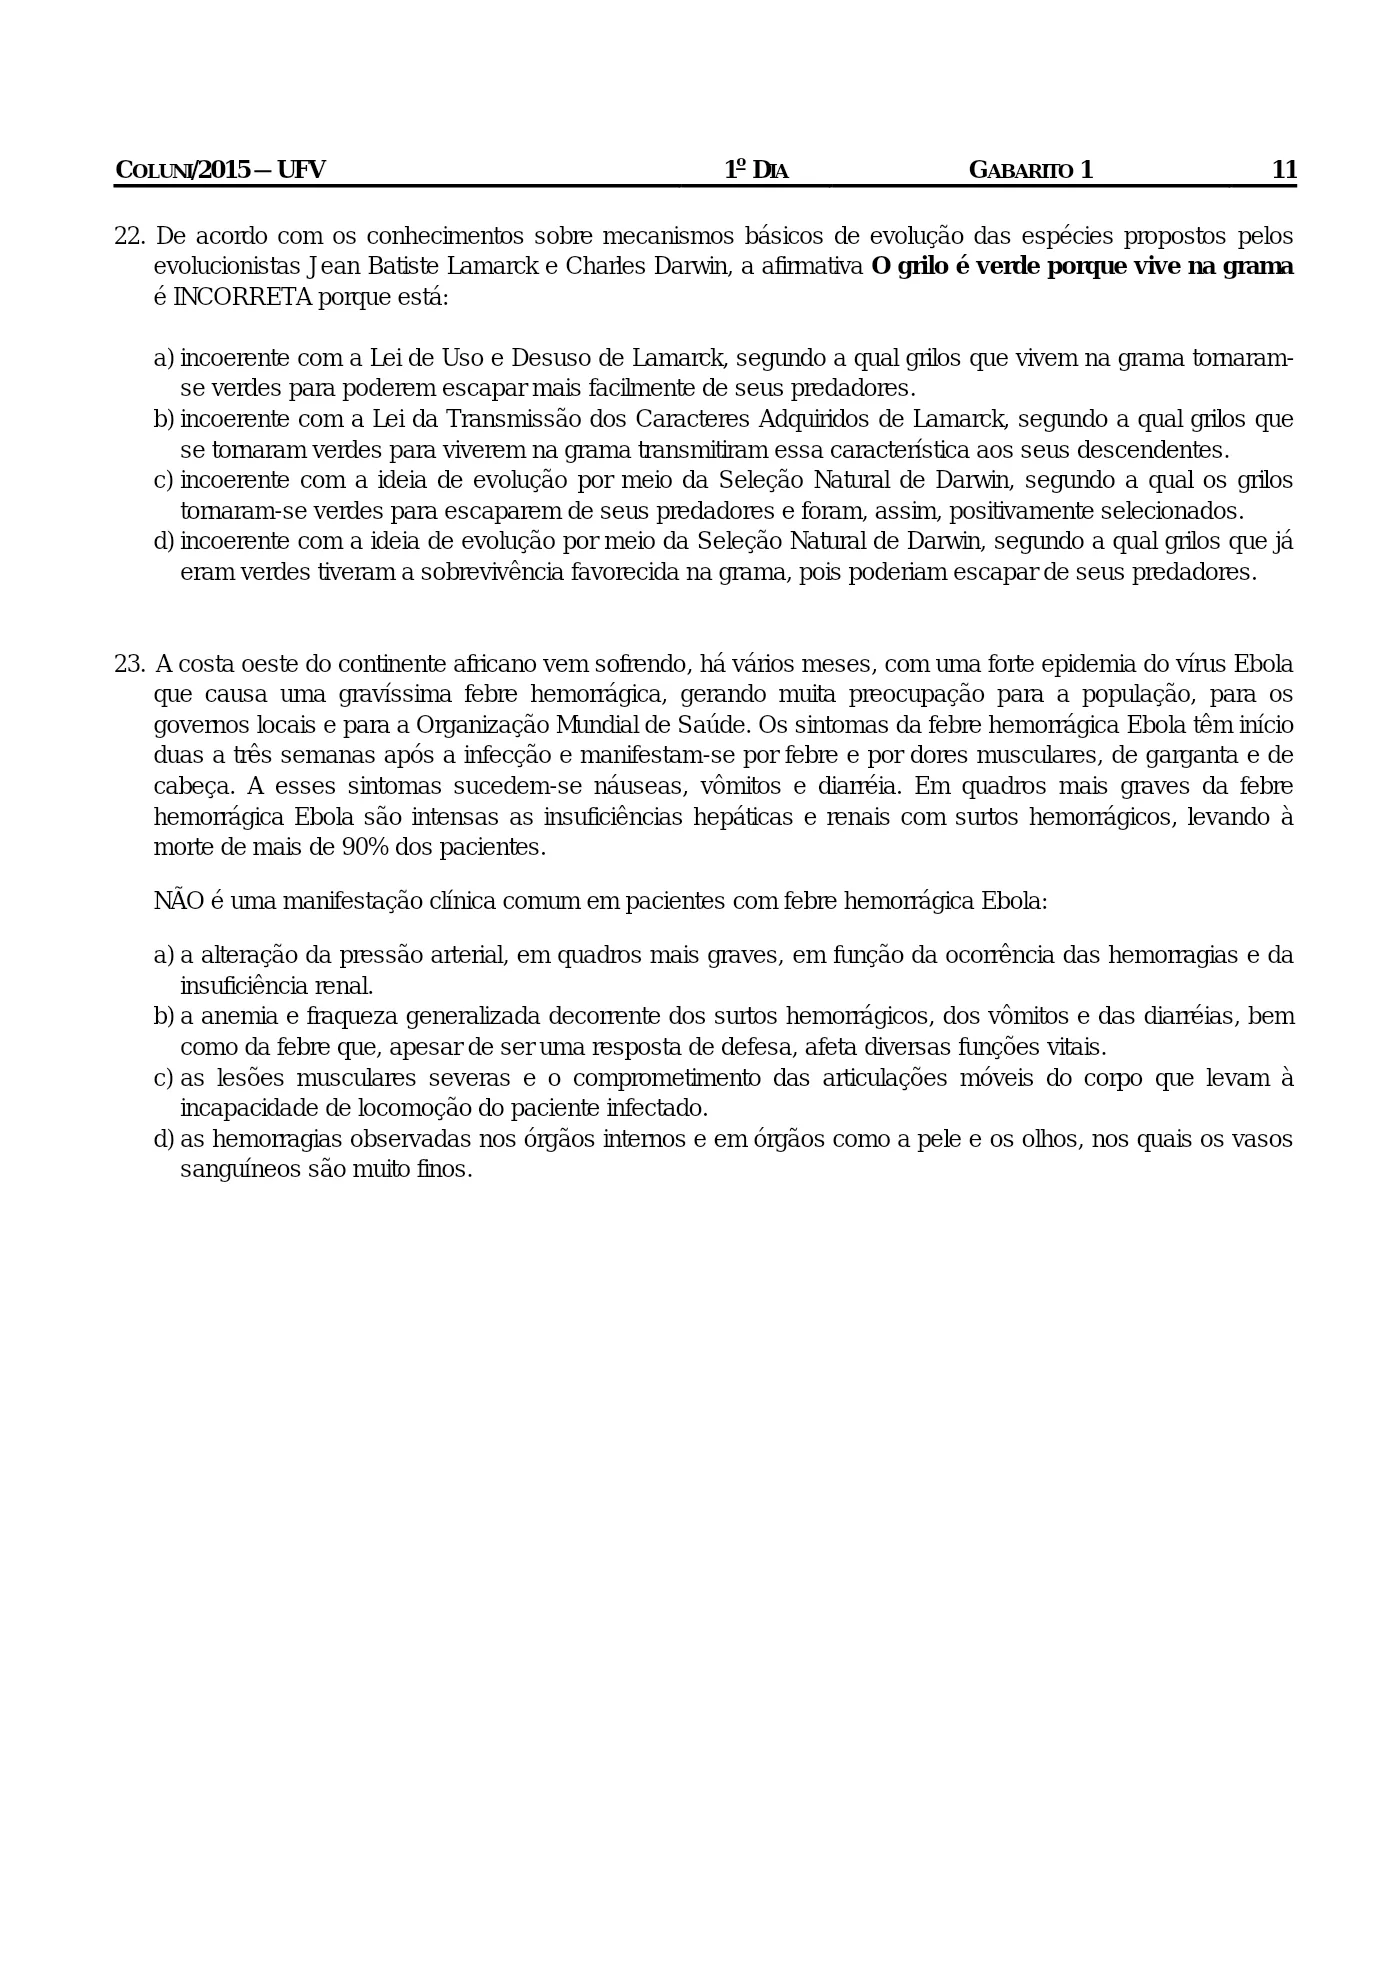 COLUNI/2015 — UFV 1º DIA GABARITO 1 11
22. De acordo com os conhecimentos sobre mecanismos básicos de evolução das espécies propostos pelos
evolucionistas Jean Batiste Lamarck e Charles Darwin, a afirmativa O grilo é verde porque vive na grama
é INCORRETA porque está:
a) incoerente com a Lei de Uso e Desuso de Lamarck, segundo a qual grilos que vivem na grama tornaram-
se verdes para poderem escapar mais facilmente de seus predadores.
b) incoerente com a Lei da Transmissão dos Caracteres Adquiridos de Lamarck, segundo a qual grilos que
se tornaram verdes para viverem na grama transmitiram essa característica aos seus descendentes.
c) incoerente com a ideia de evolução por meio da Seleção Natural de Darwin, segundo a qual os grilos
tornaram-se verdes para escaparem de seus predadores e foram, assim, positivamente selecionados.
d) incoerente com a ideia de evolução por meio da Seleção Natural de Darwin, segundo a qual grilos que já
eram verdes tiveram a sobrevivência favorecida na grama, pois poderiam escapar de seus predadores.
23. A costa oeste do continente africano vem sofrendo, há vários meses, com uma forte epidemia do vírus Ebola
que causa uma gravíssima febre hemorrágica, gerando muita preocupação para a população, para os
governos locais e para a Organização Mundial de Saúde. Os sintomas da febre hemorrágica Ebola têm início
duas a três semanas após a infecção e manifestam-se por febre e por dores musculares, de garganta e de
cabeça. A esses sintomas sucedem-se náuseas, vômitos e diarréia. Em quadros mais graves da febre
hemorrágica Ebola são intensas as insuficiências hepáticas e renais com surtos hemorrágicos, levando à
morte de mais de 90% dos pacientes.
NÃO é uma manifestação clínica comum em pacientes com febre hemorrágica Ebola:
a) a alteração da pressão arterial, em quadros mais graves, em função da ocorrência das hemorragias e da
insuficiência renal.
b) a anemia e fraqueza generalizada decorrente dos surtos hemorrágicos, dos vômitos e das diarréias, bem
como da febre que, apesar de ser uma resposta de defesa, afeta diversas funções vitais.
c) as lesões musculares severas e o comprometimento das articulações móveis do corpo que levam à
incapacidade de locomoção do paciente infectado.
d) as hemorragias observadas nos órgãos internos e em órgãos como a pele e os olhos, nos quais os vasos
sanguíneos são muito finos.